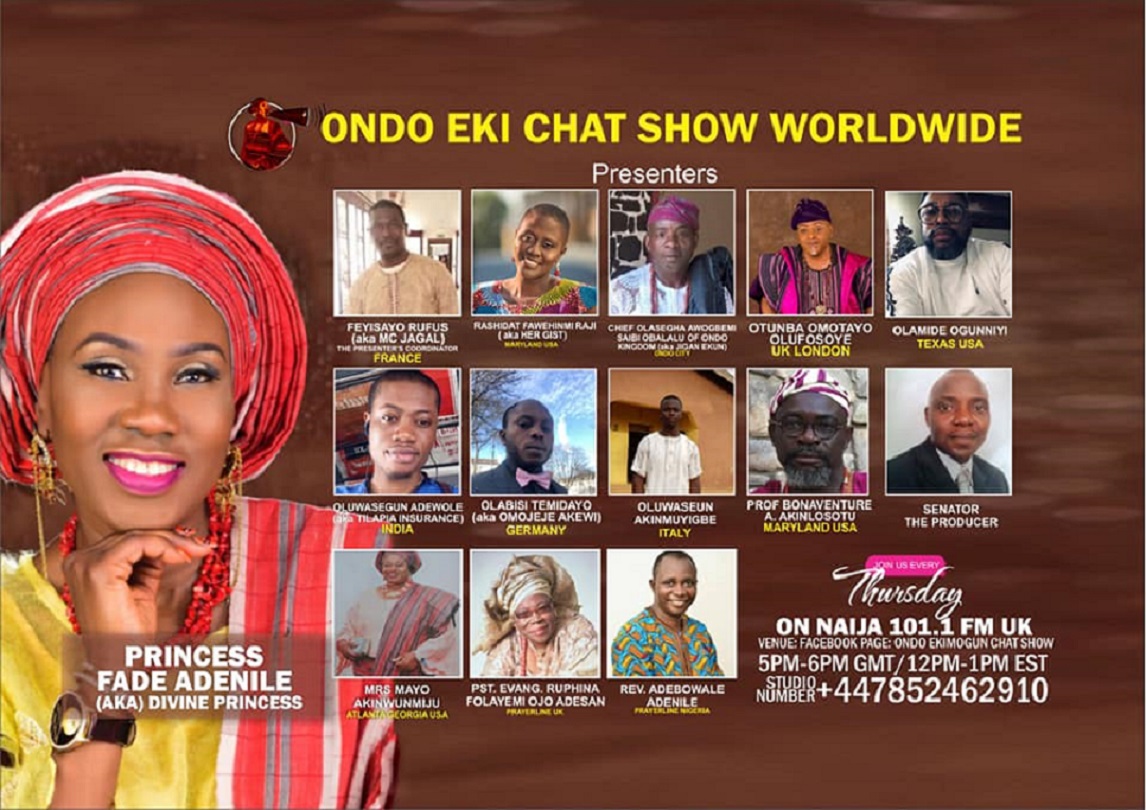 ONDO EKI CHAT SHOW WORLDWIDE
Presenters
FEYISAYO RUFUS
(aka MC JAGAL)
THE PRESENTER'S COORDINATOR
FRANCE
RASHIDAT FAWEHINMI RAJI
(aka HER GIST)
MARYLAND USA
CHIEF OLASEGHA AWOGBEMI
SAIBI OBALALU OF ONDO
KINGDOM (aka JIGAN EKUN)
ONDO CITY
OTUNBA OMOTAYO
OLUFOSOYE
UK LONDON
OLAMIDE OGUNNIYI
TEXAS USA
OLUWASEGUN ADEWOLE
(aka TILAPIA INSURANCE)
INDIA
OLABISI TEMIDAYO
(aka OMOJEJE AKEWI)
GERMANY
OLUWASEUN
AKINMUYIGBE
ITALY
PROF BONAVENTURE
A. AKINLOSOTU
MARYLAND USA
SENATOR
THE PRODUCER
MRS MAYO
AKINWUNMIJU
ATLANTA GEORGIA USA
PST. EVANG. RUPHINA
FOLAYEMI OJO ADESAN
PRAYERLINE UK
REV. ADEBOWALE
ADENILE
PRAYERLINE NIGERIA
JOIN US EVERY
Thursday
ON NAIJA 101.1 FM UK
VENUE: FACEBOOK PAGE: ONDO EKIMOGUN CHAT SHOW
5PM-6PM GMT/12PM-1PM EST
STUDIO NUMBER +447852462910
PRINCESS
FADE ADENILE
(AKA) DIVINE PRINCESS